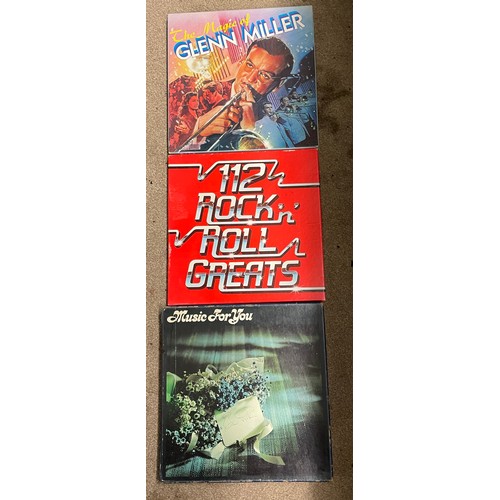 The Magic of
GLENN MILLER
112
ROCK 'n'
ROLL
GREATS
Music For You